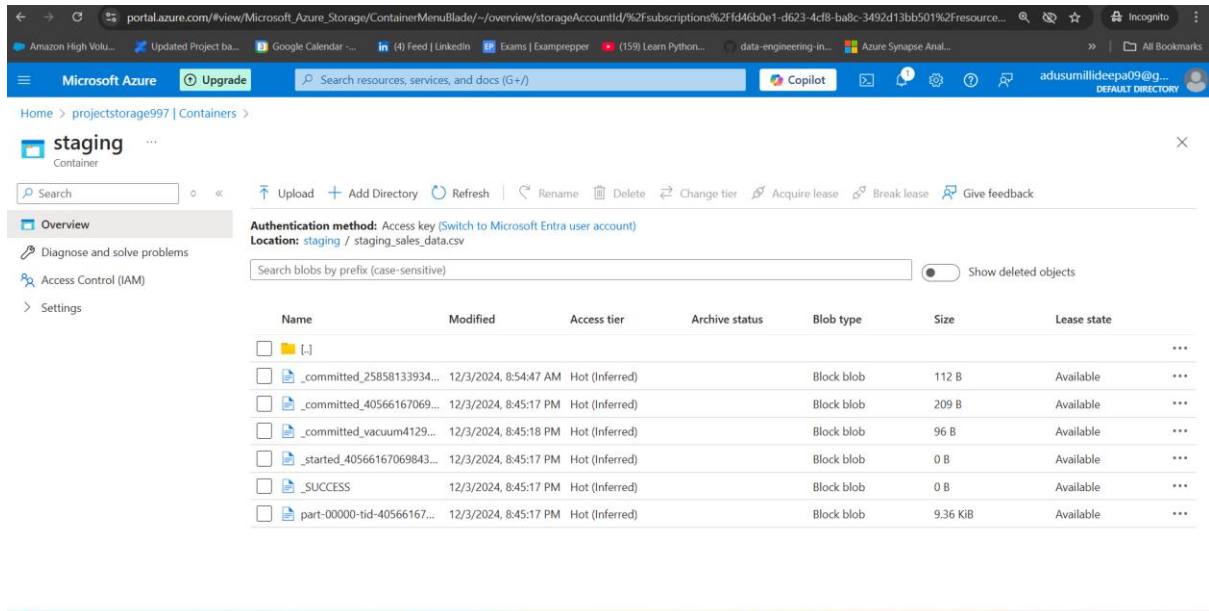 portal.azure.com/#view/Microsoft_Azure_Storage/ContainerMenuBlade/~/overview/storageAccountId/%2Fsubscriptions%2Ffd46b0e1-d623-4cf8-ba8c-3492d13bb501%2Fresource... Incognito
Amazon High Volu... Updated Project ba... Google Calendar -... (4) Feed | LinkedIn EP Exams | Examprepper (159) Learn Python... data-engineering-in... Azure Synapse Anal... » All Bookmarks
Microsoft Azure Upgrade Search resources, services, and docs (G+/) Copilot 1 adusumillideepa09@g...
DEFAULT DIRECTORY
Home > projectstorage997 | Containers >
staging ...
Container
Search « Upload Add Directory Refresh Rename Delete Change tier Acquire lease Break lease Give feedback
Overview
Diagnose and solve problems
Access Control (IAM)
Settings
Authentication method: Access key (Switch to Microsoft Entra user account)
Location: staging / staging_sales_data.csv
Search blobs by prefix (case-sensitive) Show deleted objects
Name Modified Access tier Archive status Blob type Size Lease state
[..] ...
_committed_25858133934... 12/3/2024, 8:54:47 AM Hot (Inferred) Block blob 112 B Available ...
_committed_40566167069... 12/3/2024, 8:45:17 PM Hot (Inferred) Block blob 209 B Available ...
_committed_vacuum4129... 12/3/2024, 8:45:18 PM Hot (Inferred) Block blob 96 B Available ...
_started_40566167069843... 12/3/2024, 8:45:17 PM Hot (Inferred) Block blob 0 B Available ...
_SUCCESS 12/3/2024, 8:45:17 PM Hot (Inferred) Block blob 0 B Available ...
part-00000-tid-40566167... 12/3/2024, 8:45:17 PM Hot (Inferred) Block blob 9.36 KiB Available ...